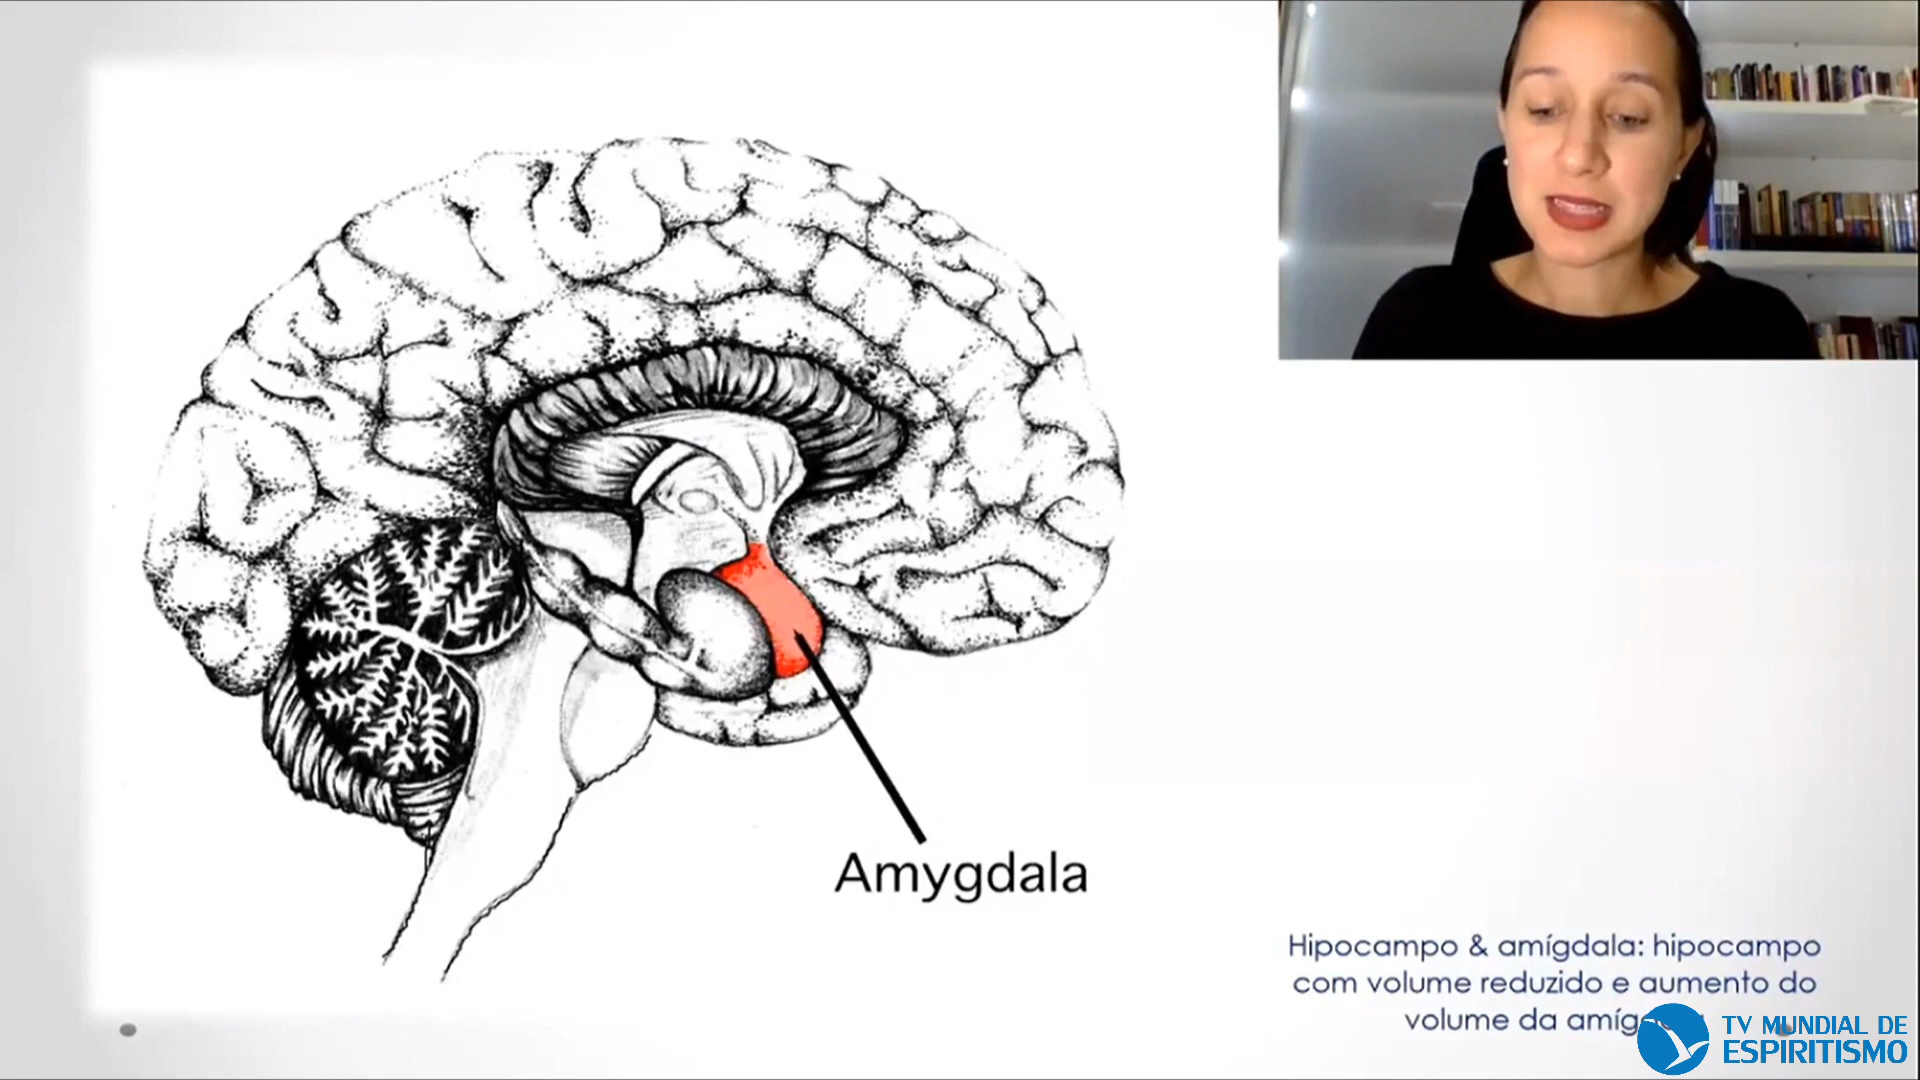 Amygdala
Hipocampo & amígdala: hipocampo
com volume reduzido e aumento do
volume da
TV MUNDIAL DE
ESPIRITISMO